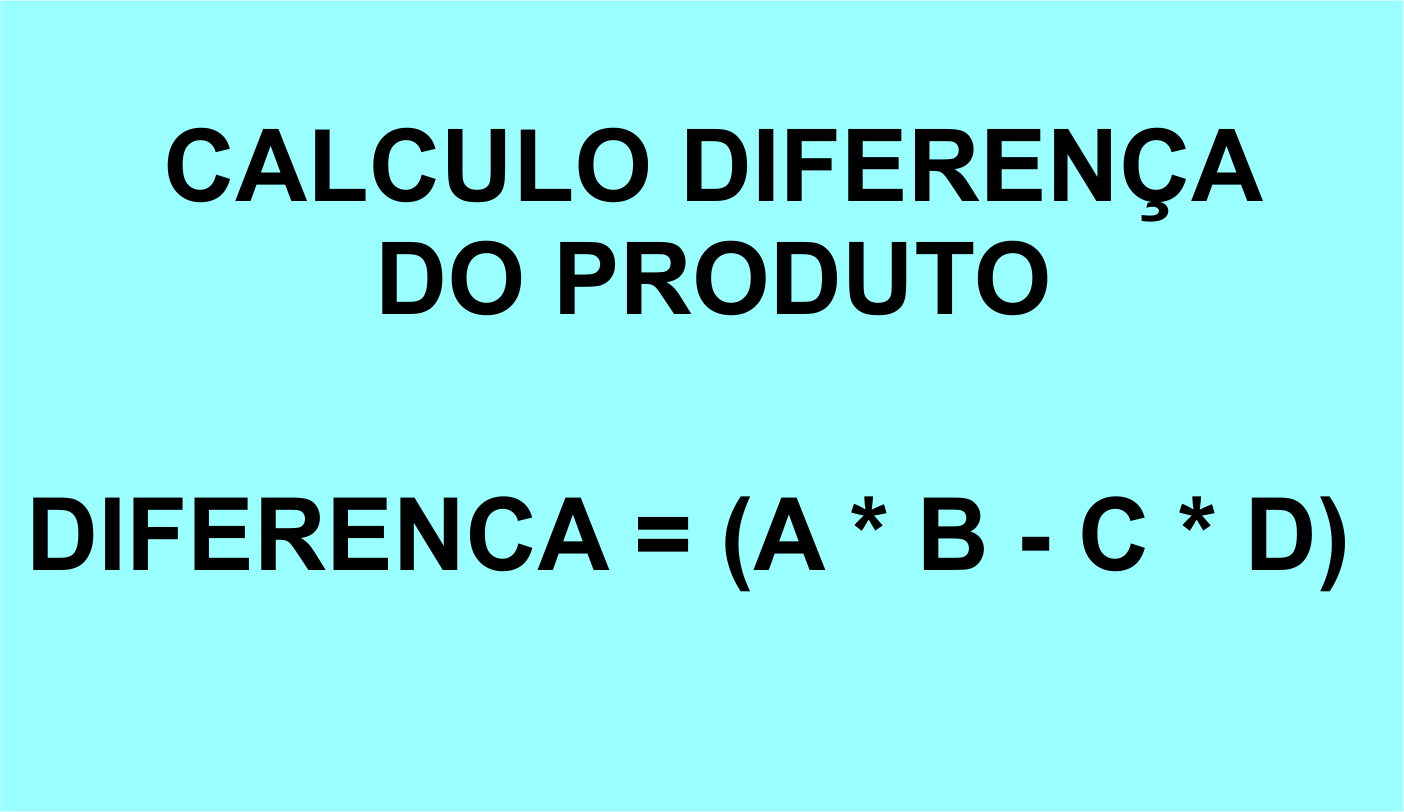 CALCULO DIFERENÇA
DO PRODUTO
DIFERENCA = (A * B - C * D)